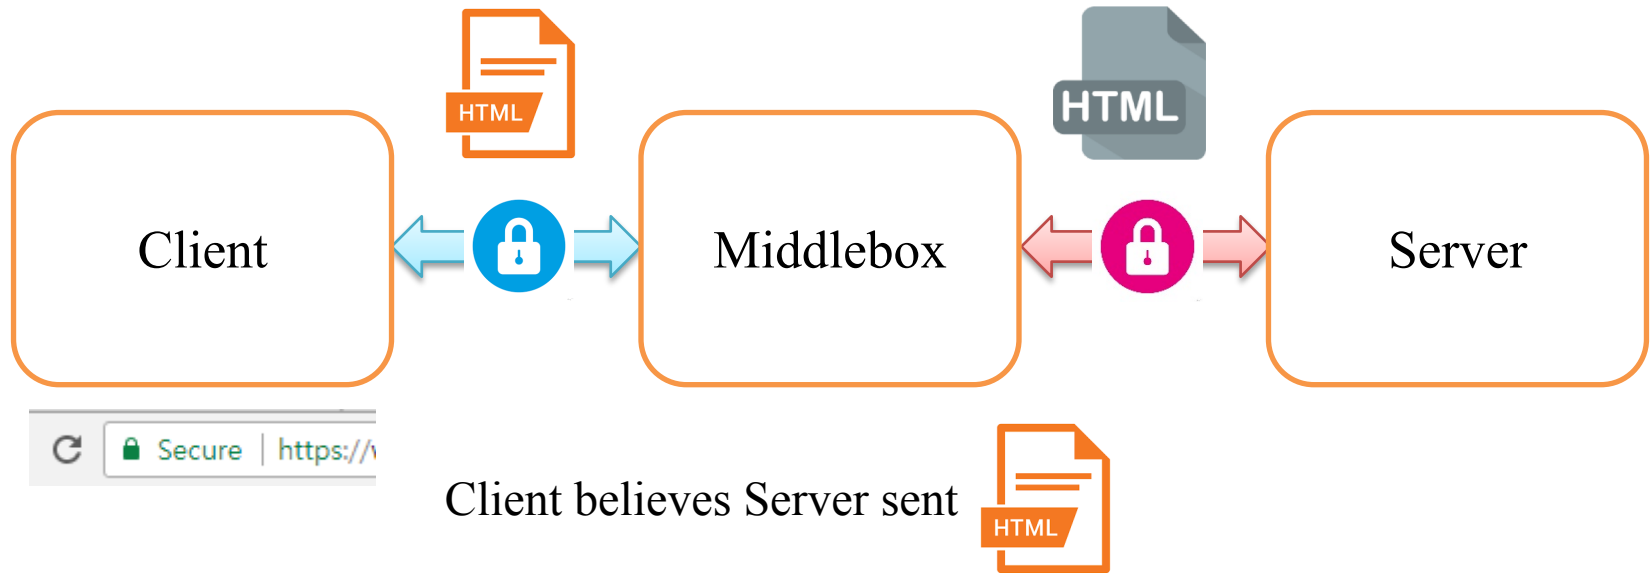 HTML
HTML
Client
Middlebox
Server
Secure | https://
Client believes Server sent
HTML